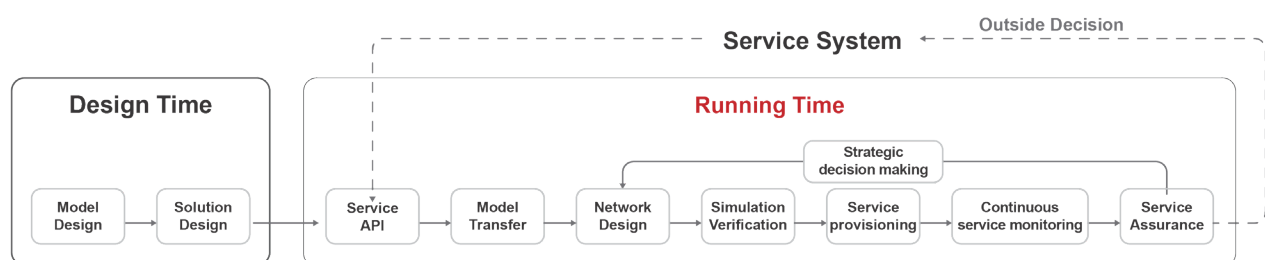 Outside Decision
Service System
Design Time
Running Time
Strategic
decision making
Model
Design
Solution
Design
Service
API
Model
Transfer
Network
Design
Simulation
Verification
Service
provisioning
Continuous
service monitoring
Service
Assurance